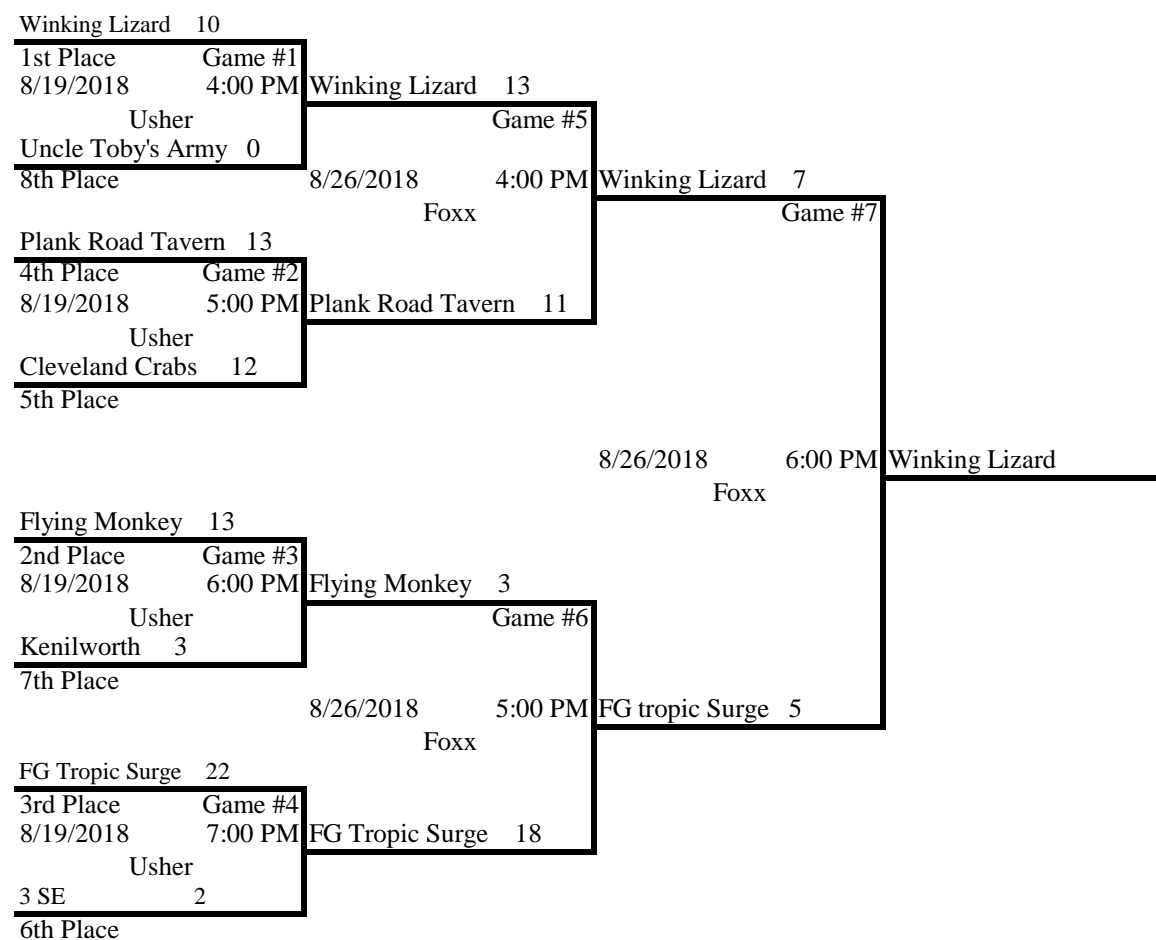 Winking Lizard 10
1st Place Game #1
8/19/2018 4:00 PM Winking Lizard 13
Usher Game #5
Uncle Toby's Army 0
8th Place 8/26/2018 4:00 PM Winking Lizard 7
Foxx Game #7
Plank Road Tavern 13
4th Place Game #2
8/19/2018 5:00 PM Plank Road Tavern 11
Usher
Cleveland Crabs 12
5th Place
8/26/2018 6:00 PM Winking Lizard
Foxx
Flying Monkey 13
2nd Place Game #3
8/19/2018 6:00 PM Flying Monkey 3
Usher Game #6
Kenilworth 3
7th Place
8/26/2018 5:00 PM FG tropic Surge 5
Foxx
FG Tropic Surge 22
3rd Place Game #4
8/19/2018 7:00 PM FG Tropic Surge 18
Usher
3 SE 2
6th Place